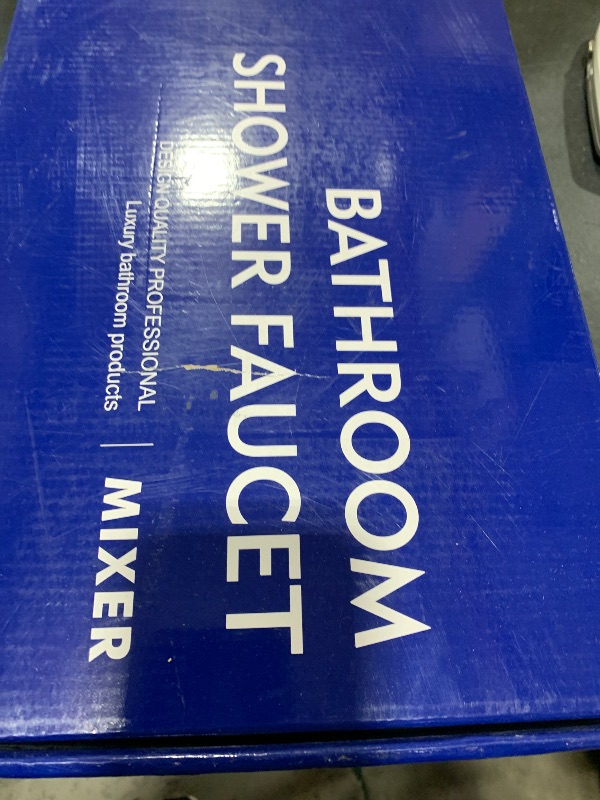 BATHROOM
SHOWER FAUCET
DESIGN QUALITY PROFESSIONAL
Luxury bathroom products
MIXER